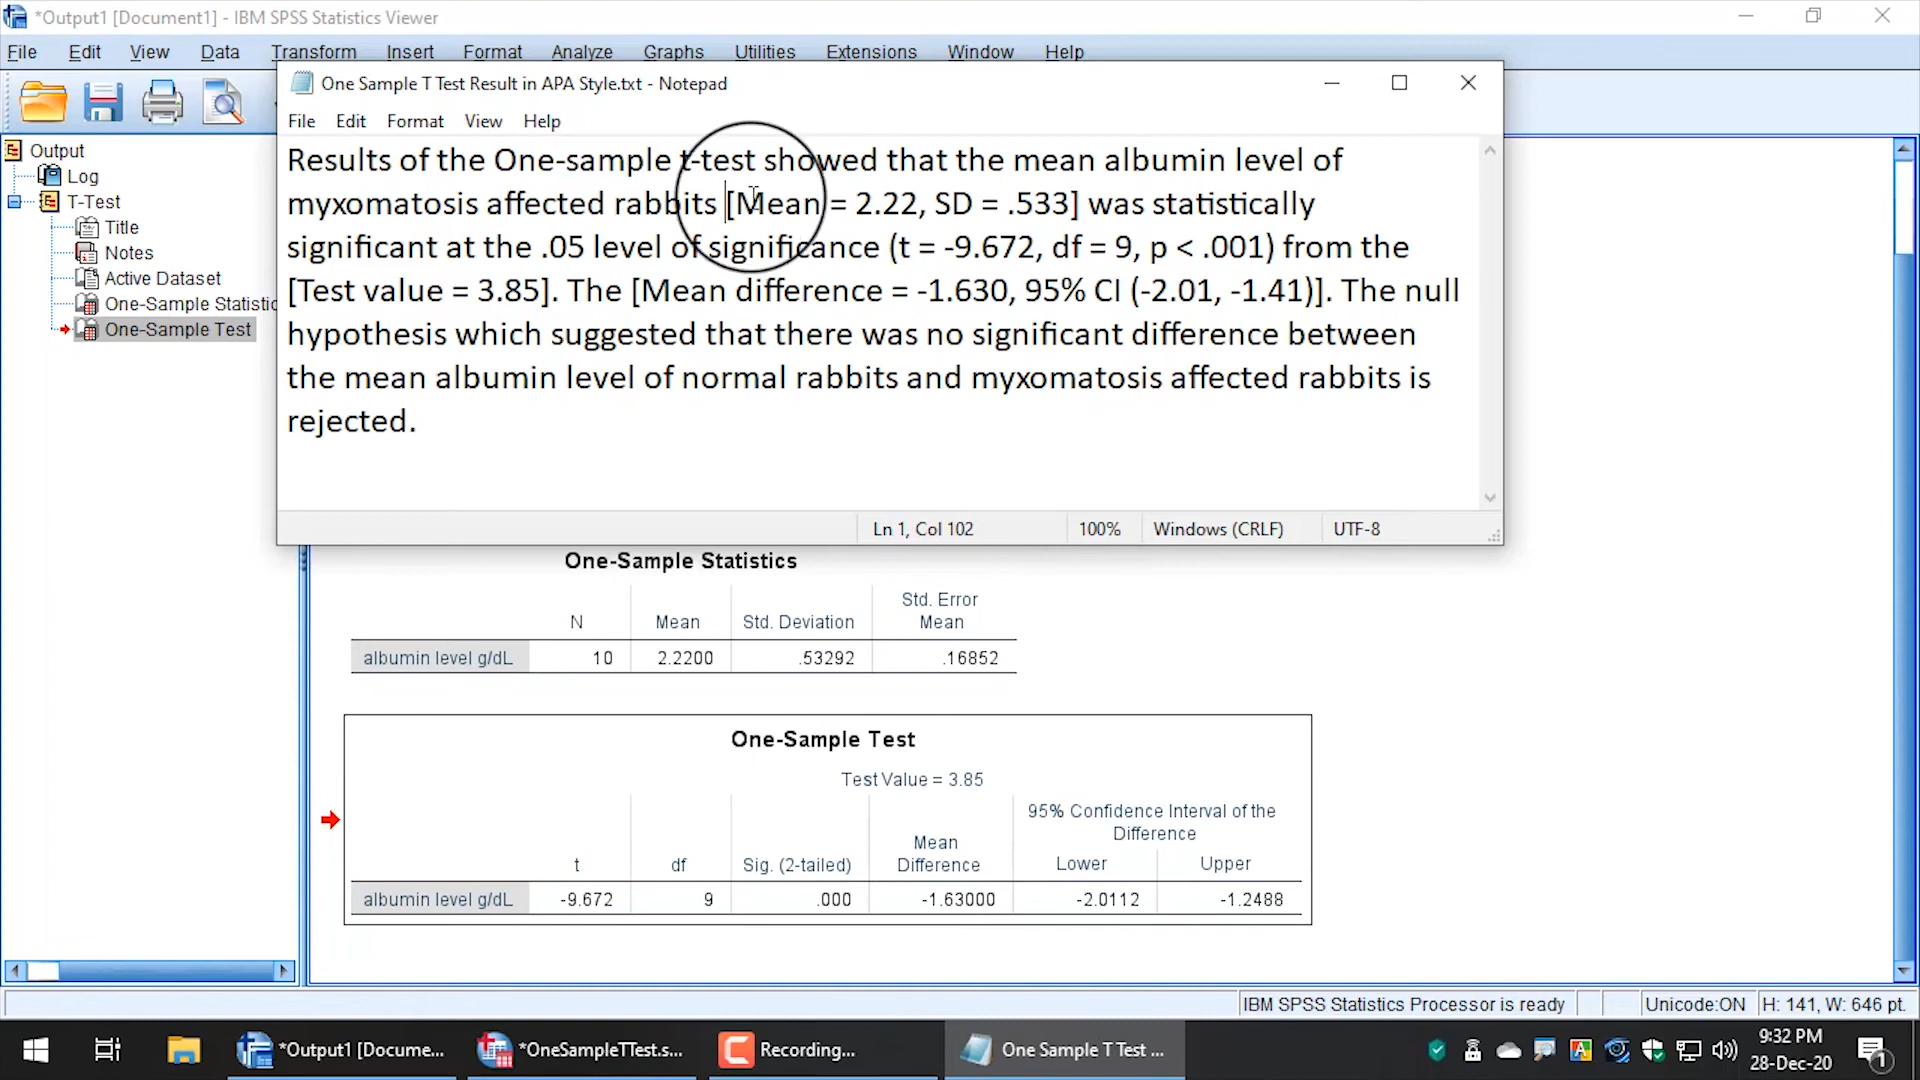 *Output1 [Document1] - IBM SPSS Statistics Viewer
File Edit View Data Transform Insert Format Analyze Graphs Utilities Extensions Window Help
One Sample T Test Result in APA Style.txt - Notepad
File Edit Format View Help
Results of the One-sample t-test showed that the mean albumin level of
myxomatosis affected rabbits [Mean = 2.22, SD = .533] was statistically
significant at the .05 level of significance (t = -9.672, df = 9, p < .001) from the
[Test value = 3.85]. The [Mean difference = -1.630, 95% CI (-2.01, -1.41)]. The null
hypothesis which suggested that there was no significant difference between
the mean albumin level of normal rabbits and myxomatosis affected rabbits is
rejected.
Ln 1, Col 102 100% Windows (CRLF) UTF-8
Output
Log
T-Test
Title
Notes
Active Dataset
One-Sample Statistic
One-Sample Test
One-Sample Statistics
N Mean Std. Deviation Std. Error Mean
albumin level g/dL 10 2.2200 .53292 .16852
One-Sample Test
Test Value = 3.85
95% Confidence Interval of the
Difference
t df Sig. (2-tailed) Mean Difference Lower Upper
albumin level g/dL -9.672 9 .000 -1.63000 -2.0112 -1.2488
IBM SPSS Statistics Processor is ready Unicode:ON H: 141, W: 646 pt.
*Output1 [Docume... *OneSampleTTest.s... Recording... One Sample T Test ...
9:32 PM
28-Dec-20
1